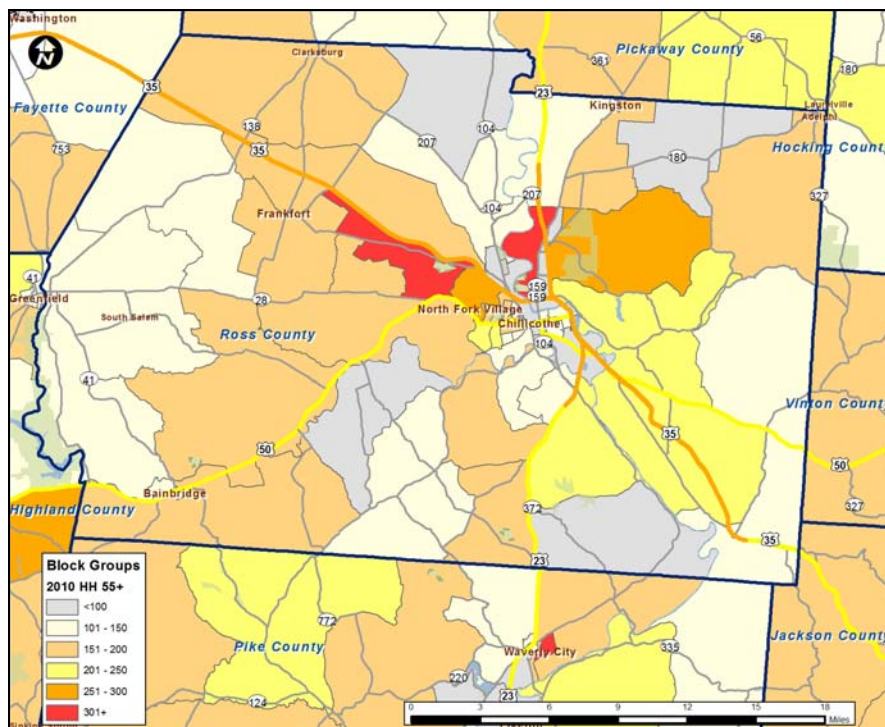 Washington
N
Clarksburg
Pickaway County
56
361
180
35
23
Fayette County
Kingston
Laurelville
Adelphi
138
104
753
207
35
180
Hocking County
327
207
104
Frankfort
41
159
159
Greenfield
28
South Salem
North Fork Village
Ross County
Chillicothe
104
41
Vinton County
50
35
50
Bainbridge
327
Highland County
372
23
35
Block Groups
2010 HH 55+
<100
101 - 150
151 - 200
201 - 250
251 - 300
301+
772
Pike County
Waverly City
335
Jackson County
220
124
23
0 3 6 9 12 15 18
Miles